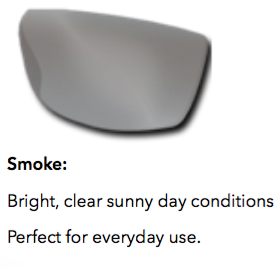 Smoke:
Bright, clear sunny day conditions
Perfect for everyday use.